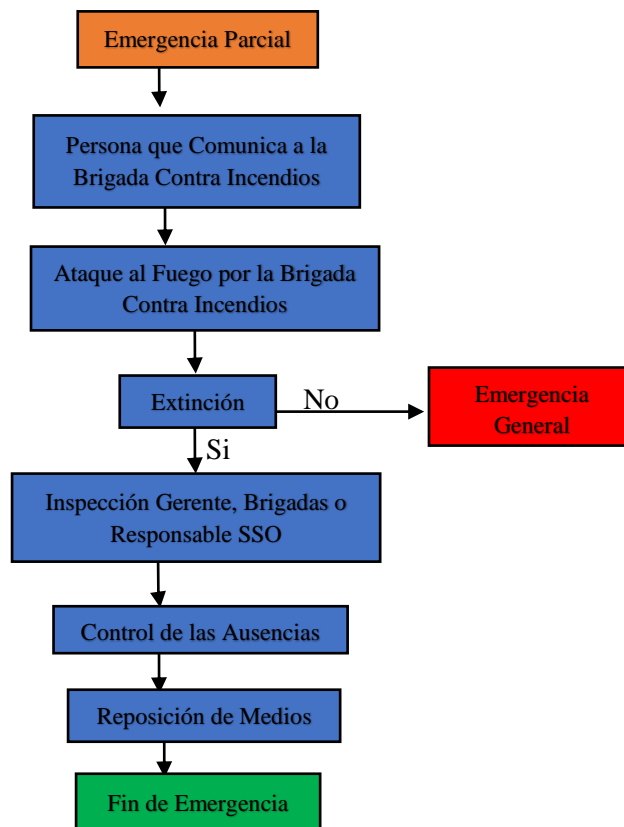 Emergencia Parcial
Persona que Comunica a la
Brigada Contra Incendios
Ataque al Fuego por la Brigada
Contra Incendios
Extinción
No
Emergencia
General
Si
Inspección Gerente, Brigadas o
Responsable SSO
Control de las Ausencias
Reposición de Medios
Fin de Emergencia